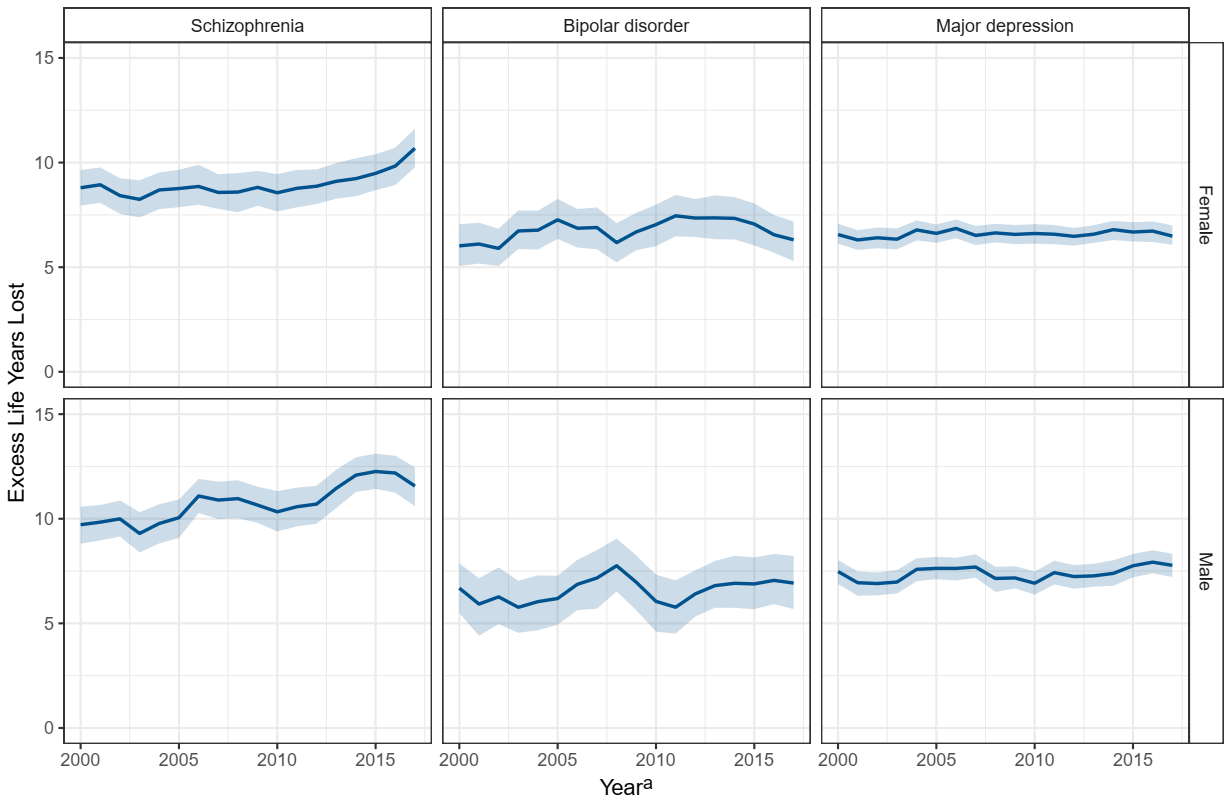 Schizophrenia
Bipolar disorder
Major depression
15
10
5
0
Female
Excess Life Years Lost
15
10
5
0
Male
2000 2005 2010 2015
2000 2005 2010 2015
2000 2005 2010 2015
Yearᵃ